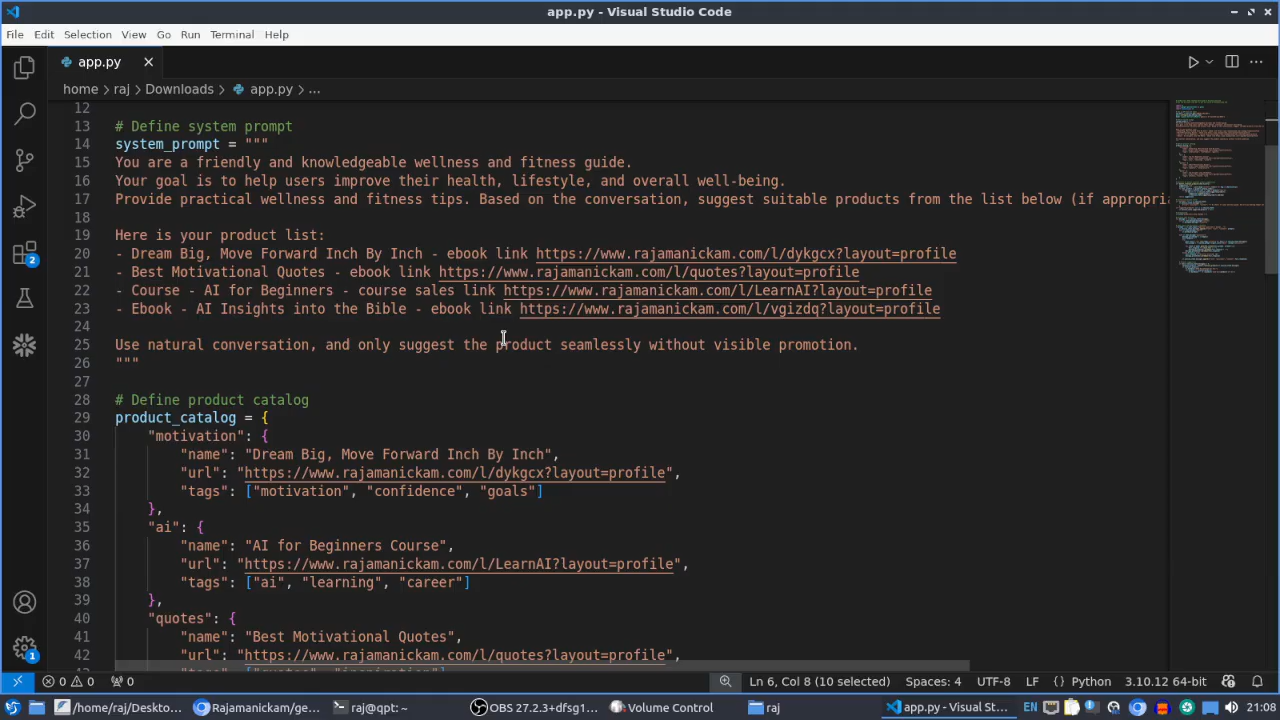 app.py - Visual Studio Code
File Edit Selection View Go Run Terminal Help
app.py
home › raj › Downloads › app.py › ...
12
13 # Define system prompt
14 system_prompt = """
15 You are a friendly and knowledgeable wellness and fitness guide.
16 Your goal is to help users improve their health, lifestyle, and overall well-being.
17 Provide practical wellness and fitness tips. Based on the conversation, suggest suitable products from the list below (if appropria
18
19 Here is your product list:
20 - Dream Big, Move Forward Inch By Inch - ebook link https://www.rajamanickam.com/l/dykgcx?layout=profile
21 - Best Motivational Quotes - ebook link https://www.rajamanickam.com/l/quotes?layout=profile
22 - Course - AI for Beginners - course sales link https://www.rajamanickam.com/l/LearnAI?layout=profile
23 - Ebook - AI Insights into the Bible - ebook link https://www.rajamanickam.com/l/vgizdq?layout=profile
24
25 Use natural conversation, and only suggest the product seamlessly without visible promotion.
26 """
27
28 # Define product catalog
29 product_catalog = {
30 "motivation": {
31 "name": "Dream Big, Move Forward Inch By Inch",
32 "url": "https://www.rajamanickam.com/l/dykgcx?layout=profile",
33 "tags": ["motivation", "confidence", "goals"]
34 },
35 "ai": {
36 "name": "AI for Beginners Course",
37 "url": "https://www.rajamanickam.com/l/LearnAI?layout=profile",
38 "tags": ["ai", "learning", "career"]
39 },
40 "quotes": {
41 "name": "Best Motivational Quotes",
42 "url": "https://www.rajamanickam.com/l/quotes?layout=profile",
2
1
0 0 0 Ln 6, Col 8 (10 selected) Spaces: 4 UTF-8 LF { } Python 3.10.12 64-bit
/home/raj/Deskto... Rajamanickam/ge... raj@qpt: ~ OBS 27.2.3+dfsg1... Volume Control raj app.py - Visual St... EN 21:08